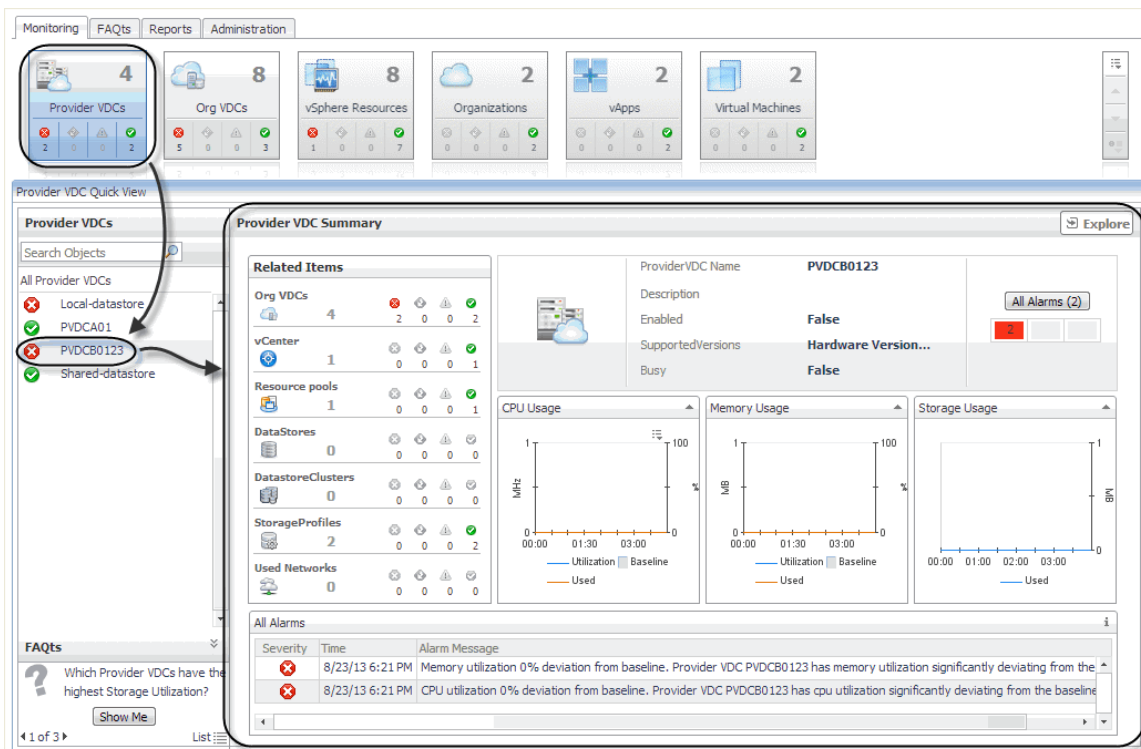 Monitoring FAQts Reports Administration
4 8 8 2 2 2
Provider VDCs Org VDCs vSphere Resources Organizations vApps Virtual Machines
2 0 0 2 5 0 0 3 1 0 0 7 0 0 0 2 0 0 0 2 0 0 0 2
Provider VDC Quick View
Provider VDCs
Search Objects
All Provider VDCs
Local-datastore
PVDCA01
PVDCB0123
Shared-datastore
FAQts
Which Provider VDCs have the
highest Storage Utilization?
Show Me
1 of 3 List
Provider VDC Summary Explore
Related Items
Org VDCs
4 2 0 0 2
vCenter
1 0 0 0 1
Resource pools
1 0 0 0 1
DataStores
0 0 0 0 0
DatastoreClusters
0 0 0 0 0
StorageProfiles
2 0 0 0 2
Used Networks
0 0 0 0 0
ProviderVDC Name PVDCB0123
Description
Enabled False
SupportedVersions Hardware Version...
Busy False
All Alarms (2)
2
CPU Usage
1 100
MHz %
0 0
00:00 01:30 03:00
Utilization Baseline
Used
Memory Usage
1 100
MB %
0 0
00:00 01:30 03:00
Utilization Baseline
Used
Storage Usage
1
MB
0
00:00 01:00 02:00 03:00
Used
All Alarms
Severity Time Alarm Message
8/23/13 6:21 PM Memory utilization 0% deviation from baseline. Provider VDC PVDCB0123 has memory utilization significantly deviating from the
8/23/13 6:21 PM CPU utilization 0% deviation from baseline. Provider VDC PVDCB0123 has cpu utilization significantly deviating from the baseline